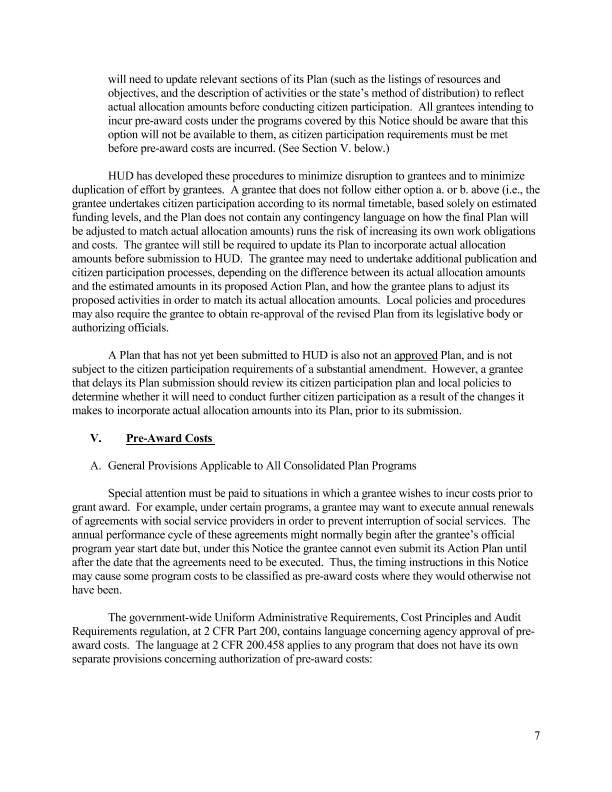 will need to update relevant sections of its Plan (such as the listings of resources and
objectives, and the description of activities or the state’s method of distribution) to reflect
actual allocation amounts before conducting citizen participation.  All grantees intending to
incur pre-award costs under the programs covered by this Notice should be aware that this
option will not be available to them, as citizen participation requirements must be met
before pre-award costs are incurred. (See Section V. below.)
HUD has developed these procedures to minimize disruption to grantees and to minimize
duplication of effort by grantees.  A grantee that does not follow either option a. or b. above (i.e., the
grantee undertakes citizen participation according to its normal timetable, based solely on estimated
funding levels, and the Plan does not contain any contingency language on how the final Plan will
be adjusted to match actual allocation amounts) runs the risk of increasing its own work obligations
and costs.  The grantee will still be required to update its Plan to incorporate actual allocation
amounts before submission to HUD.  The grantee may need to undertake additional publication and
citizen participation processes, depending on the difference between its actual allocation amounts
and the estimated amounts in its proposed Action Plan, and how the grantee plans to adjust its
proposed activities in order to match its actual allocation amounts.  Local policies and procedures
may also require the grantee to obtain re-approval of the revised Plan from its legislative body or
authorizing officials.
A Plan that has not yet been submitted to HUD is also not an approved Plan, and is not
subject to the citizen participation requirements of a substantial amendment.  However, a grantee
that delays its Plan submission should review its citizen participation plan and local policies to
determine whether it will need to conduct further citizen participation as a result of the changes it
makes to incorporate actual allocation amounts into its Plan, prior to its submission.
V. Pre-Award Costs
A. General Provisions Applicable to All Consolidated Plan Programs
Special attention must be paid to situations in which a grantee wishes to incur costs prior to
grant award.  For example, under certain programs, a grantee may want to execute annual renewals
of agreements with social service providers in order to prevent interruption of social services.  The
annual performance cycle of these agreements might normally begin after the grantee’s official
program year start date but, under this Notice the grantee cannot even submit its Action Plan until
after the date that the agreements need to be executed.  Thus, the timing instructions in this Notice
may cause some program costs to be classified as pre-award costs where they would otherwise not
have been.
The government-wide Uniform Administrative Requirements, Cost Principles and Audit
Requirements regulation, at 2 CFR Part 200, contains language concerning agency approval of pre-
award costs.  The language at 2 CFR 200.458 applies to any program that does not have its own
separate provisions concerning authorization of pre-award costs:
7